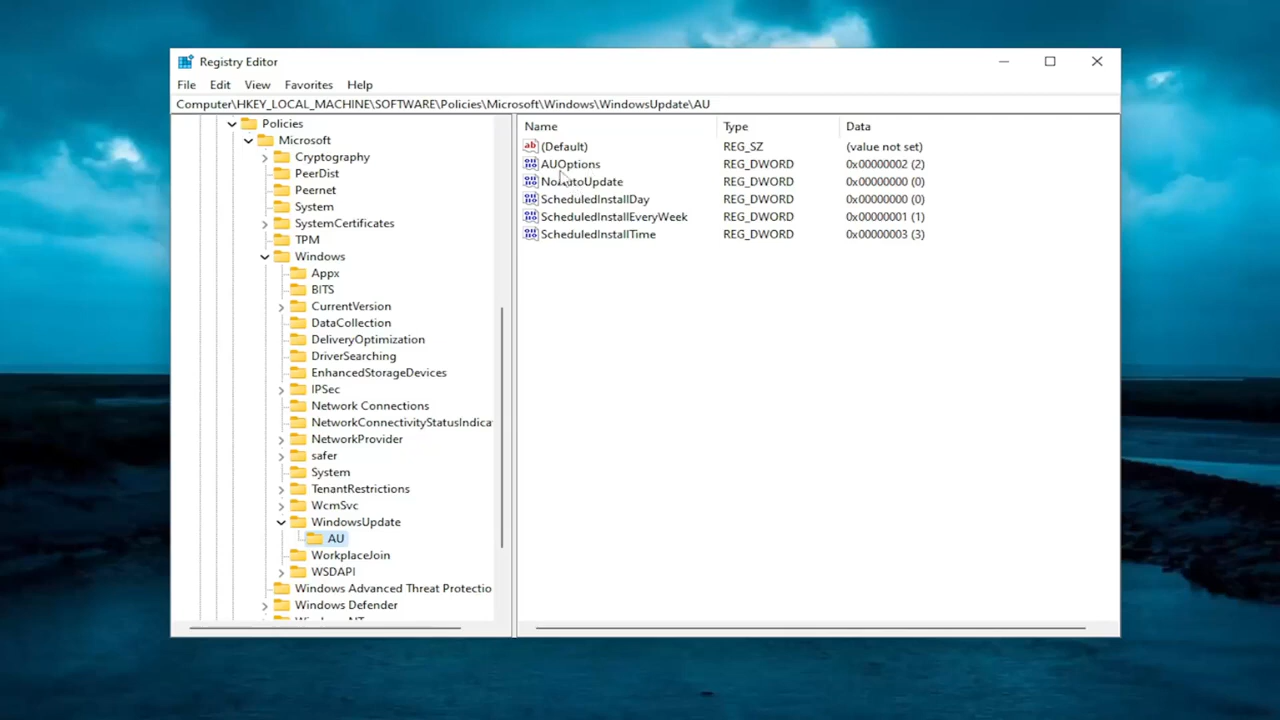 Registry Editor
File Edit View Favorites Help
Computer\HKEY_LOCAL_MACHINE\SOFTWARE\Policies\Microsoft\Windows\WindowsUpdate\AU
Policies
Microsoft
Cryptography
PeerDist
Peernet
System
SystemCertificates
TPM
Windows
Appx
BITS
CurrentVersion
DataCollection
DeliveryOptimization
DriverSearching
EnhancedStorageDevices
IPSec
Network Connections
NetworkConnectivityStatusIndica
NetworkProvider
safer
System
TenantRestrictions
WcmSvc
WindowsUpdate
AU
WorkplaceJoin
WSDAPI
Windows Advanced Threat Protectio
Windows Defender
Name Type Data
ab (Default) REG_SZ (value not set)
AUOptions REG_DWORD 0x00000002 (2)
NoAutoUpdate REG_DWORD 0x00000000 (0)
ScheduledInstallDay REG_DWORD 0x00000000 (0)
ScheduledInstallEveryWeek REG_DWORD 0x00000001 (1)
ScheduledInstallTime REG_DWORD 0x00000003 (3)